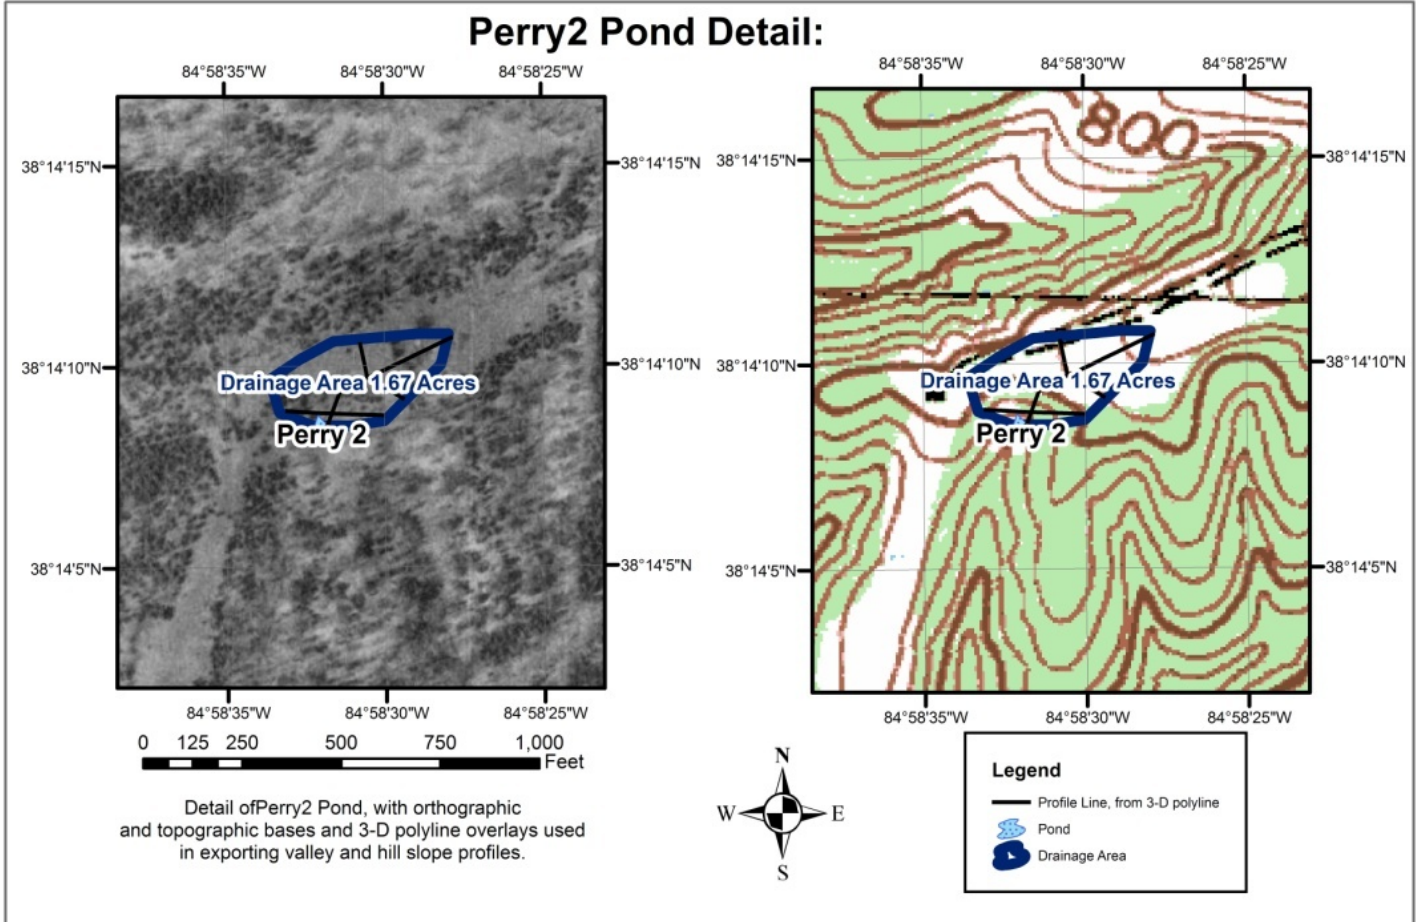 Perry2 Pond Detail:
84°58'35"W 84°58'30"W 84°58'25"W
38°14'15"N 38°14'15"N
38°14'10"N 38°14'10"N
Drainage Area 1.67 Acres
Perry 2
38°14'5"N 38°14'5"N
84°58'35"W 84°58'30"W 84°58'25"W
84°58'35"W 84°58'30"W 84°58'25"W
800
38°14'15"N 38°14'15"N
38°14'10"N 38°14'10"N
Drainage Area 1.67 Acres
Perry 2
38°14'5"N 38°14'5"N
84°58'35"W 84°58'30"W 84°58'25"W
0 125 250 500 750 1,000
Feet
Detail ofPerry2 Pond, with orthographic
and topographic bases and 3-D polyline overlays used
in exporting valley and hill slope profiles.
N
W E
S
Legend
Profile Line, from 3-D polyline
Pond
Drainage Area